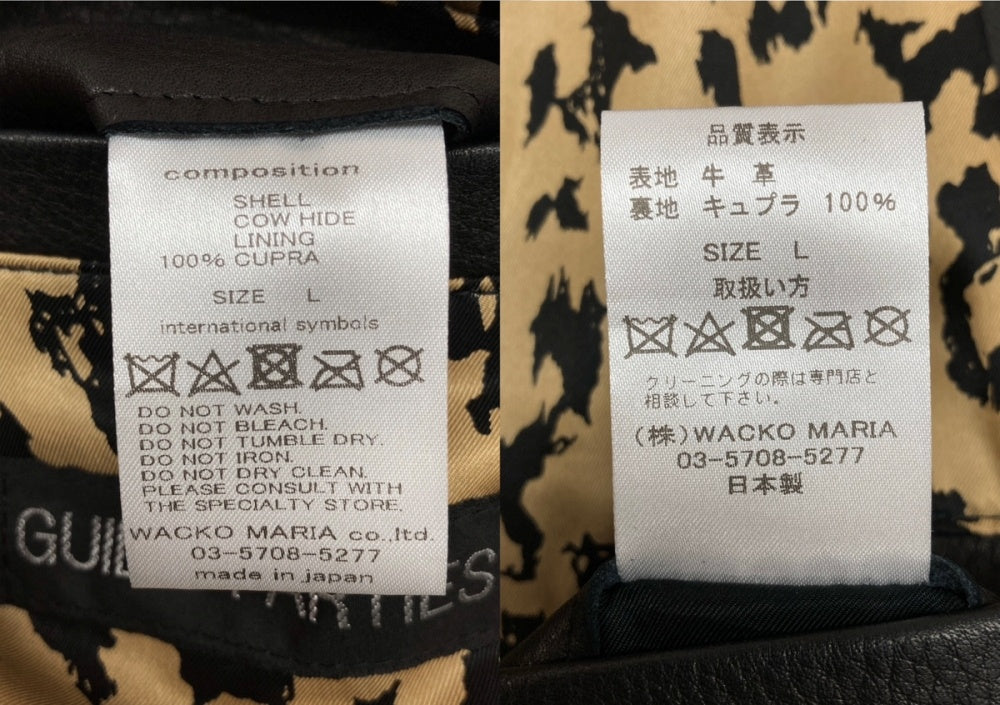 composition
SHELL
COW HIDE
LINING
100% CUPRA
SIZE L
international symbols
DO NOT WASH.
DO NOT BLEACH.
DO NOT TUMBLE DRY.
DO NOT IRON.
DO NOT DRY CLEAN.
PLEASE CONSULT WITH
THE SPECIALTY STORE.
WACKO MARIA co.,ltd.
03-5708-5277
made in japan
品質表示
表地 牛 革
裏地 キュプラ 100%
SIZE L
取扱い方
クリーニングの際は専門店と
相談して下さい。
(株)WACKO MARIA
03-5708-5277
日本製